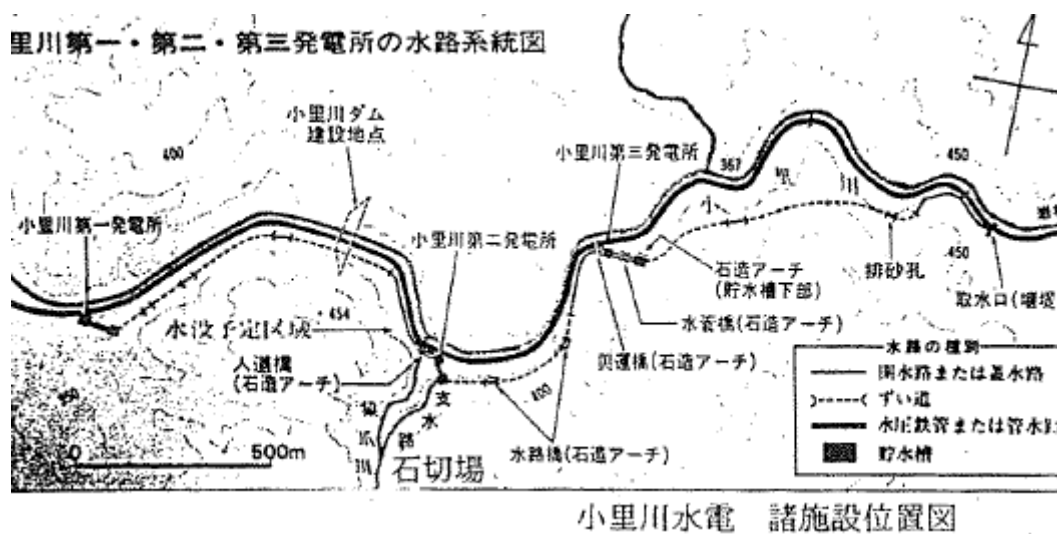 里川第一・第二・第三発電所の水路系統図
小里川ダム
建設地点
400
小里川第三発電所
367
450
小里川第一発電所
小里川第二発電所
小
里
川
石造アーチ
(貯水槽下部)
排砂孔
450
取水口(堰堤
水没予定区域
454
水管橋(石造アーチ)
人道橋
(石造アーチ)
橋(石造アーチ)
400
水路橋(石造アーチ)
支
水
路
川
350
0
500m
石切場
水路の種別
開水路または蓋水路
ずい道
水圧鉄管または管水路
貯水槽
小里川水電 諸施設位置図